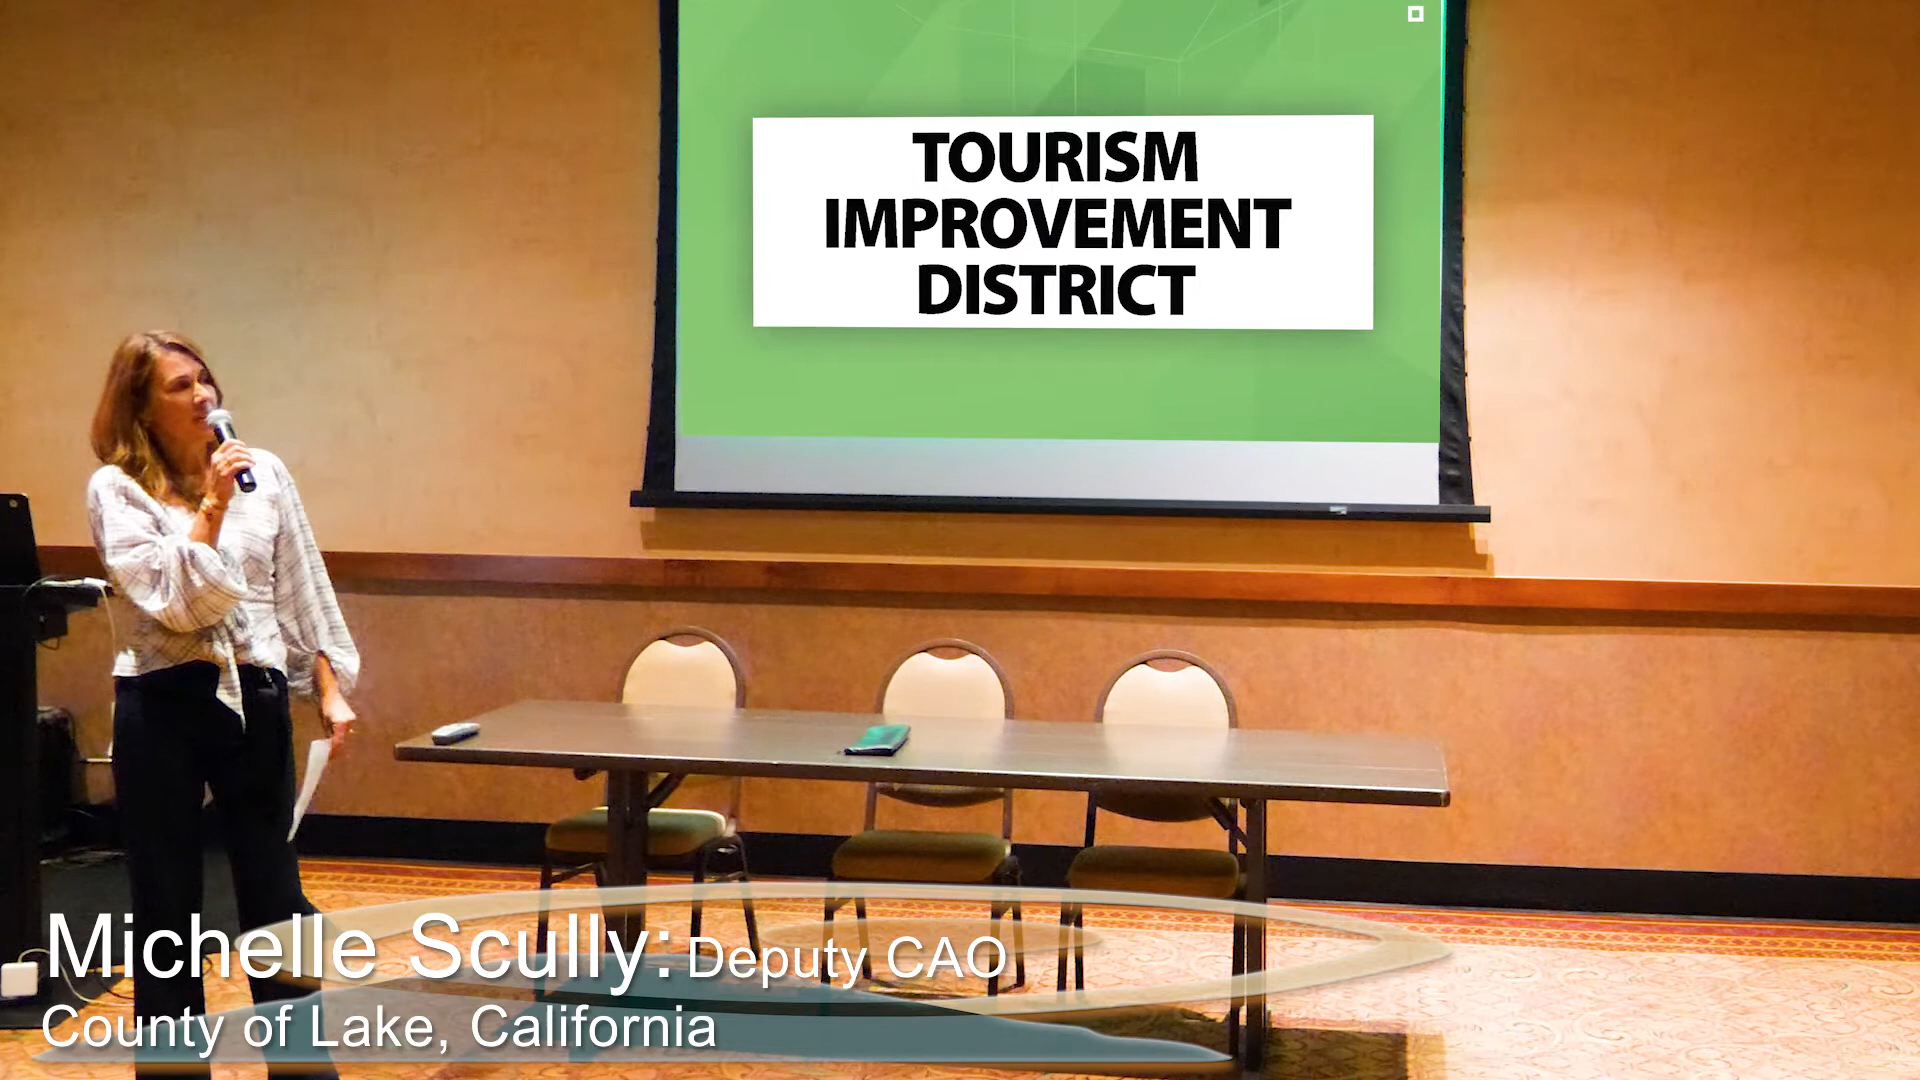 TOURISM
IMPROVEMENT
DISTRICT
Michelle Scully: Deputy CAO
County of Lake, California